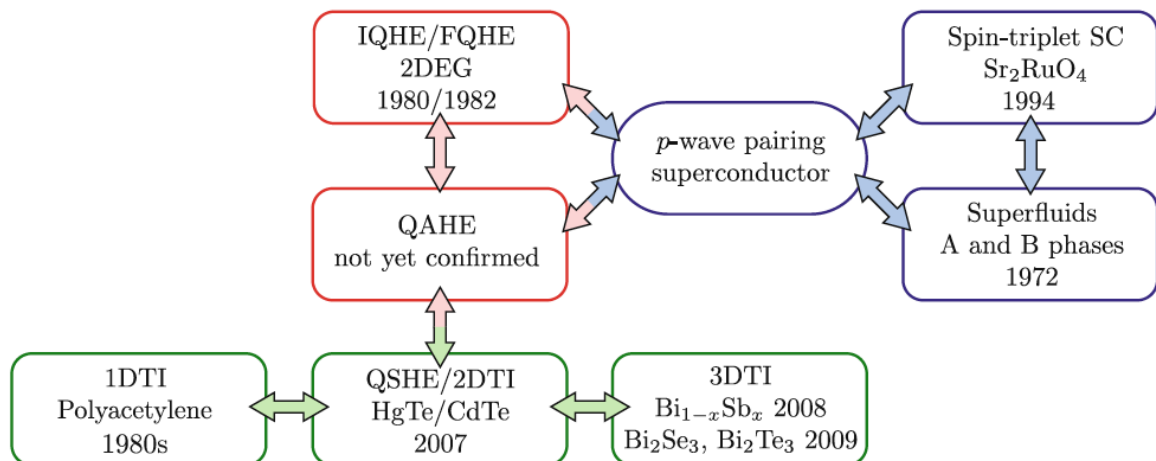 IQHE/FQHE
2DEG
1980/1982
Spin-triplet SC
Sr₂RuO₄
1994
p-wave pairing
superconductor
QAHE
not yet confirmed
Superfluids
A and B phases
1972
1DTI
Polyacetylene
1980s
QSHE/2DTI
HgTe/CdTe
2007
3DTI
Bi₁₋ₓSbₓ 2008
Bi₂Se₃, Bi₂Te₃ 2009